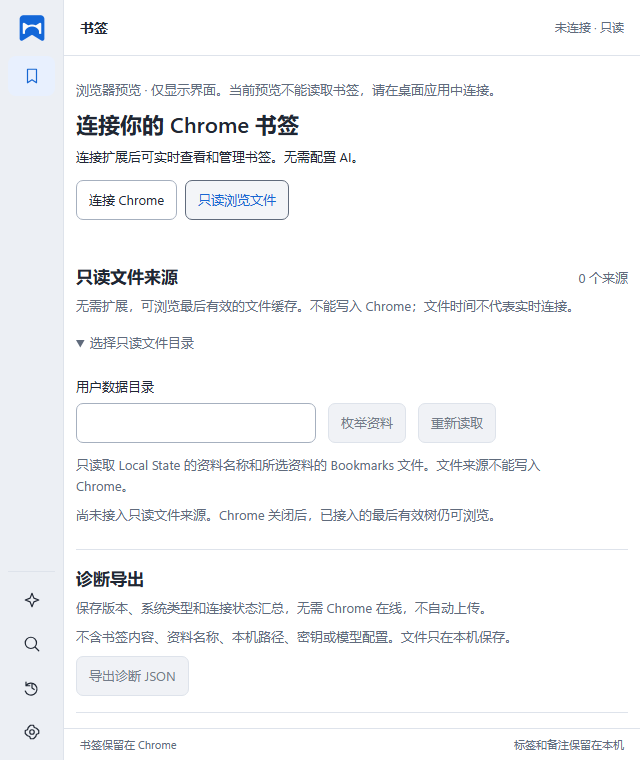 书签
未连接 · 只读
浏览器预览 · 仅显示界面。当前预览不能读取书签，请在桌面应用中连接。
连接你的 Chrome 书签
连接扩展后可实时查看和管理书签。无需配置 AI。
连接 Chrome
只读浏览文件
只读文件来源
0 个来源
无需扩展，可浏览最后有效的文件缓存。不能写入 Chrome；文件时间不代表实时连接。
▼ 选择只读文件目录
用户数据目录
枚举资料
重新读取
只读取 Local State 的资料名称和所选资料的 Bookmarks 文件。文件来源不能写入
Chrome。
尚未接入只读文件来源。Chrome 关闭后，已接入的最后有效树仍可浏览。
诊断导出
保存版本、系统类型和连接状态汇总，无需 Chrome 在线，不自动上传。
不含书签内容、资料名称、本机路径、密钥或模型配置。文件只在本机保存。
导出诊断 JSON
书签保留在 Chrome
标签和备注保留在本机